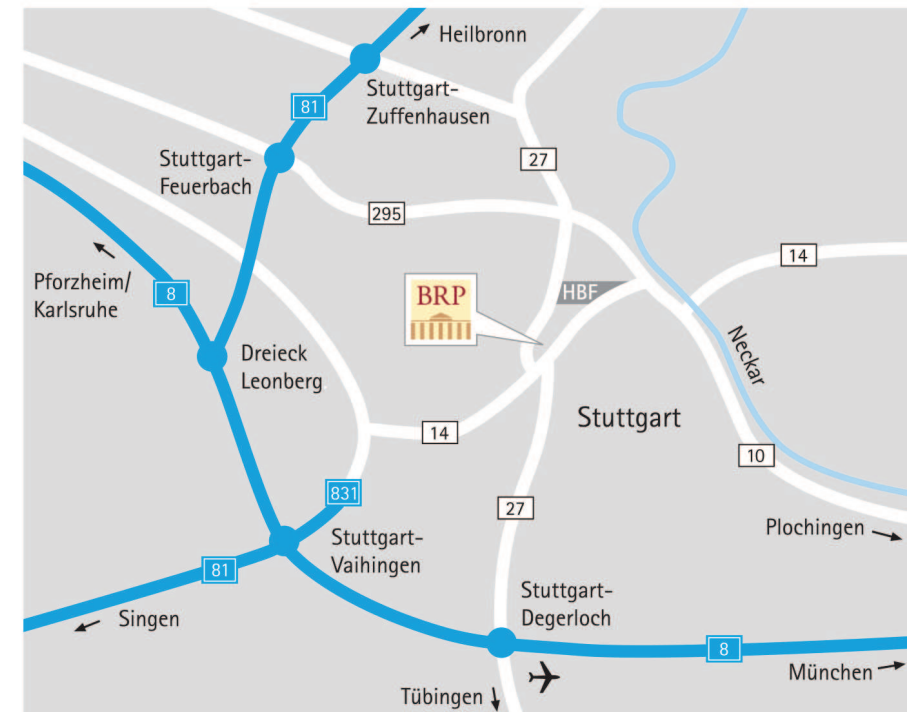 Heilbronn
Stuttgart-
Zuffenhausen
81
27
Stuttgart-
Feuerbach
295
14
Pforzheim/
Karlsruhe
8
BRP
HBF
Neckar
Dreieck
Leonberg
Stuttgart
14
10
831
27
Plochingen
Stuttgart-
Vaihingen
81
Stuttgart-
Degerloch
Singen
8
München
Tübingen